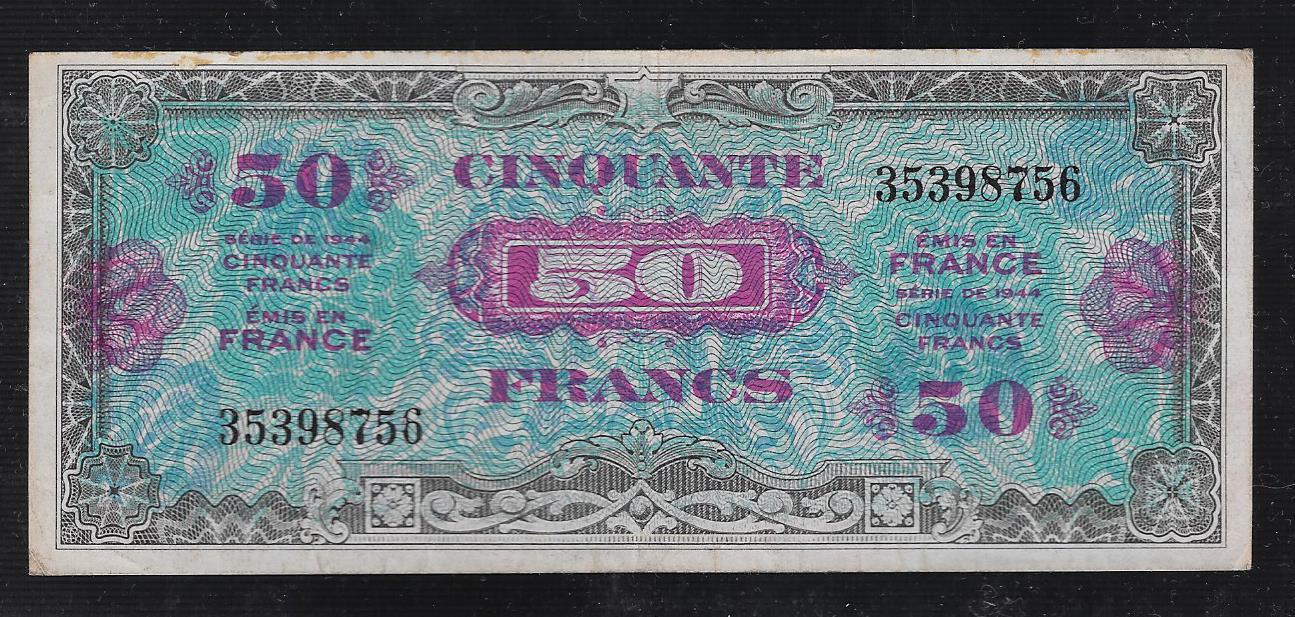 50
SÉRIE DE 1944
CINQUANTE
FRANCS
ÉMIS EN
FRANCE
35398756
CINQUANTE
50
FRANCS
35398756
ÉMIS EN
FRANCE
SÉRIE DE 1944
CINQUANTE
FRANCS
50